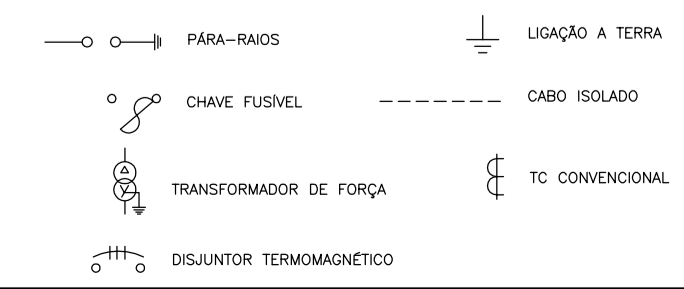 PÁRA-RAIOS
LIGAÇÃO A TERRA
CHAVE FUSÍVEL
CABO ISOLADO
TRANSFORMADOR DE FORÇA
TC CONVENCIONAL
DISJUNTOR TERMOMAGNÉTICO